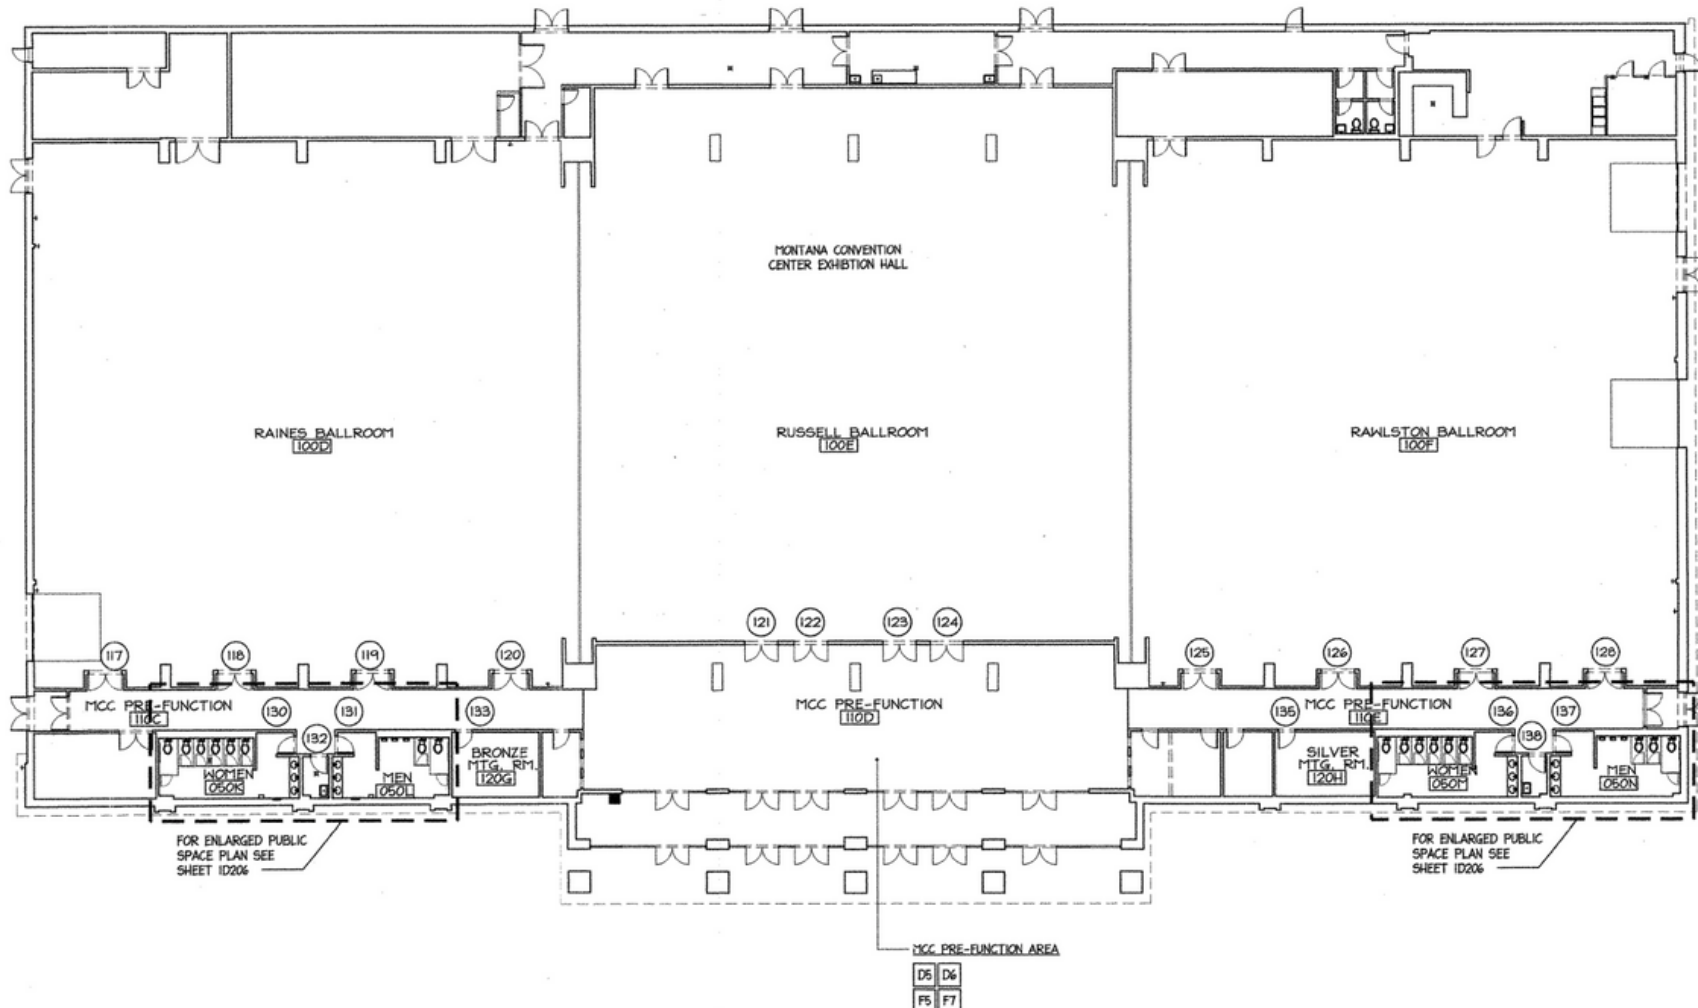 MONTANA CONVENTION
CENTER EXHIBTION HALL
RAINES BALLROOM
100D
RUSSELL BALLROOM
100E
RAWLSTON BALLROOM
100F
121
122
123
124
117
118
119
120
125
126
127
128
MCC PRE-FUNCTION
110C
130
131
132
133
MCC PRE-FUNCTION
110D
MCC PRE-FUNCTION
110E
135
136
137
138
WOMEN
050K
MEN
050L
BRONZE
MTG. RM.
120G
SILVER
MTG. RM.
120H
WOMEN
050M
MEN
050N
FOR ENLARGED PUBLIC
SPACE PLAN SEE
SHEET ID206
FOR ENLARGED PUBLIC
SPACE PLAN SEE
SHEET ID206
MCC PRE-FUNCTION AREA
D5 D6
F5 F7